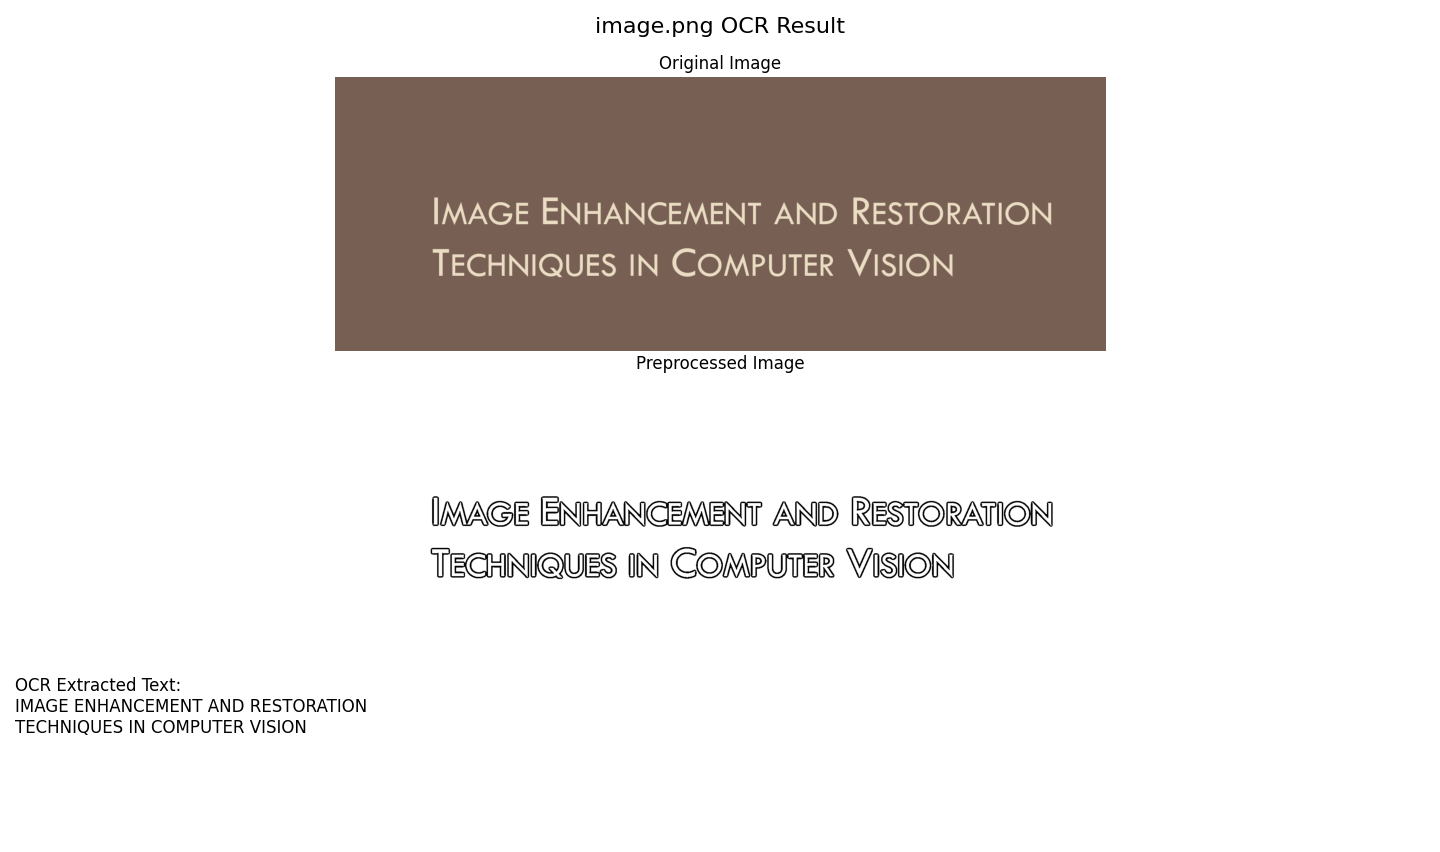 image.png OCR Result
Original Image
IMAGE ENHANCEMENT AND RESTORATION
TECHNIQUES IN COMPUTER VISION
Preprocessed Image
IMAGE ENHANCEMENT AND RESTORATION
TECHNIQUES IN COMPUTER VISION
OCR Extracted Text:
IMAGE ENHANCEMENT AND RESTORATION
TECHNIQUES IN COMPUTER VISION